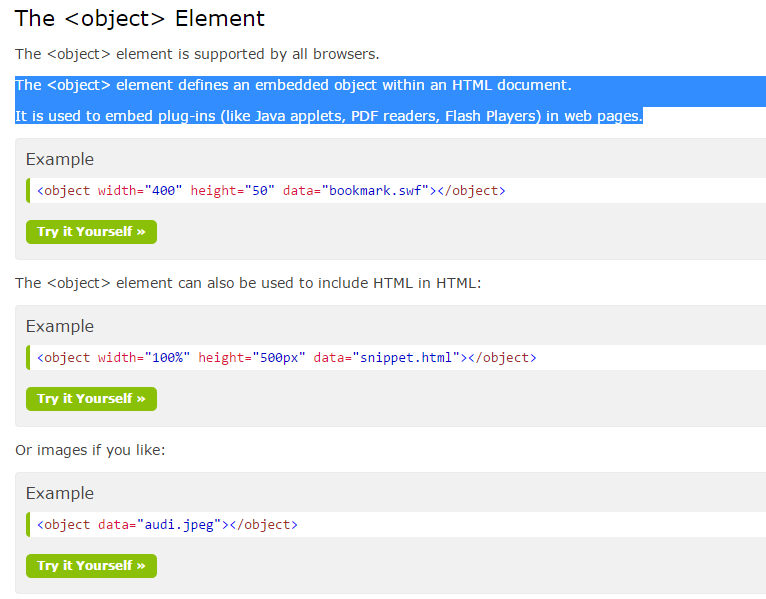 The <object> Element
The <object> element is supported by all browsers.
The <object> element defines an embedded object within an HTML document.
It is used to embed plug-ins (like Java applets, PDF readers, Flash Players) in web pages.
Example
<object width="400" height="50" data="bookmark.swf"></object>
Try it Yourself »
The <object> element can also be used to include HTML in HTML:
Example
<object width="100%" height="500px" data="snippet.html"></object>
Try it Yourself »
Or images if you like:
Example
<object data="audi.jpeg"></object>
Try it Yourself »